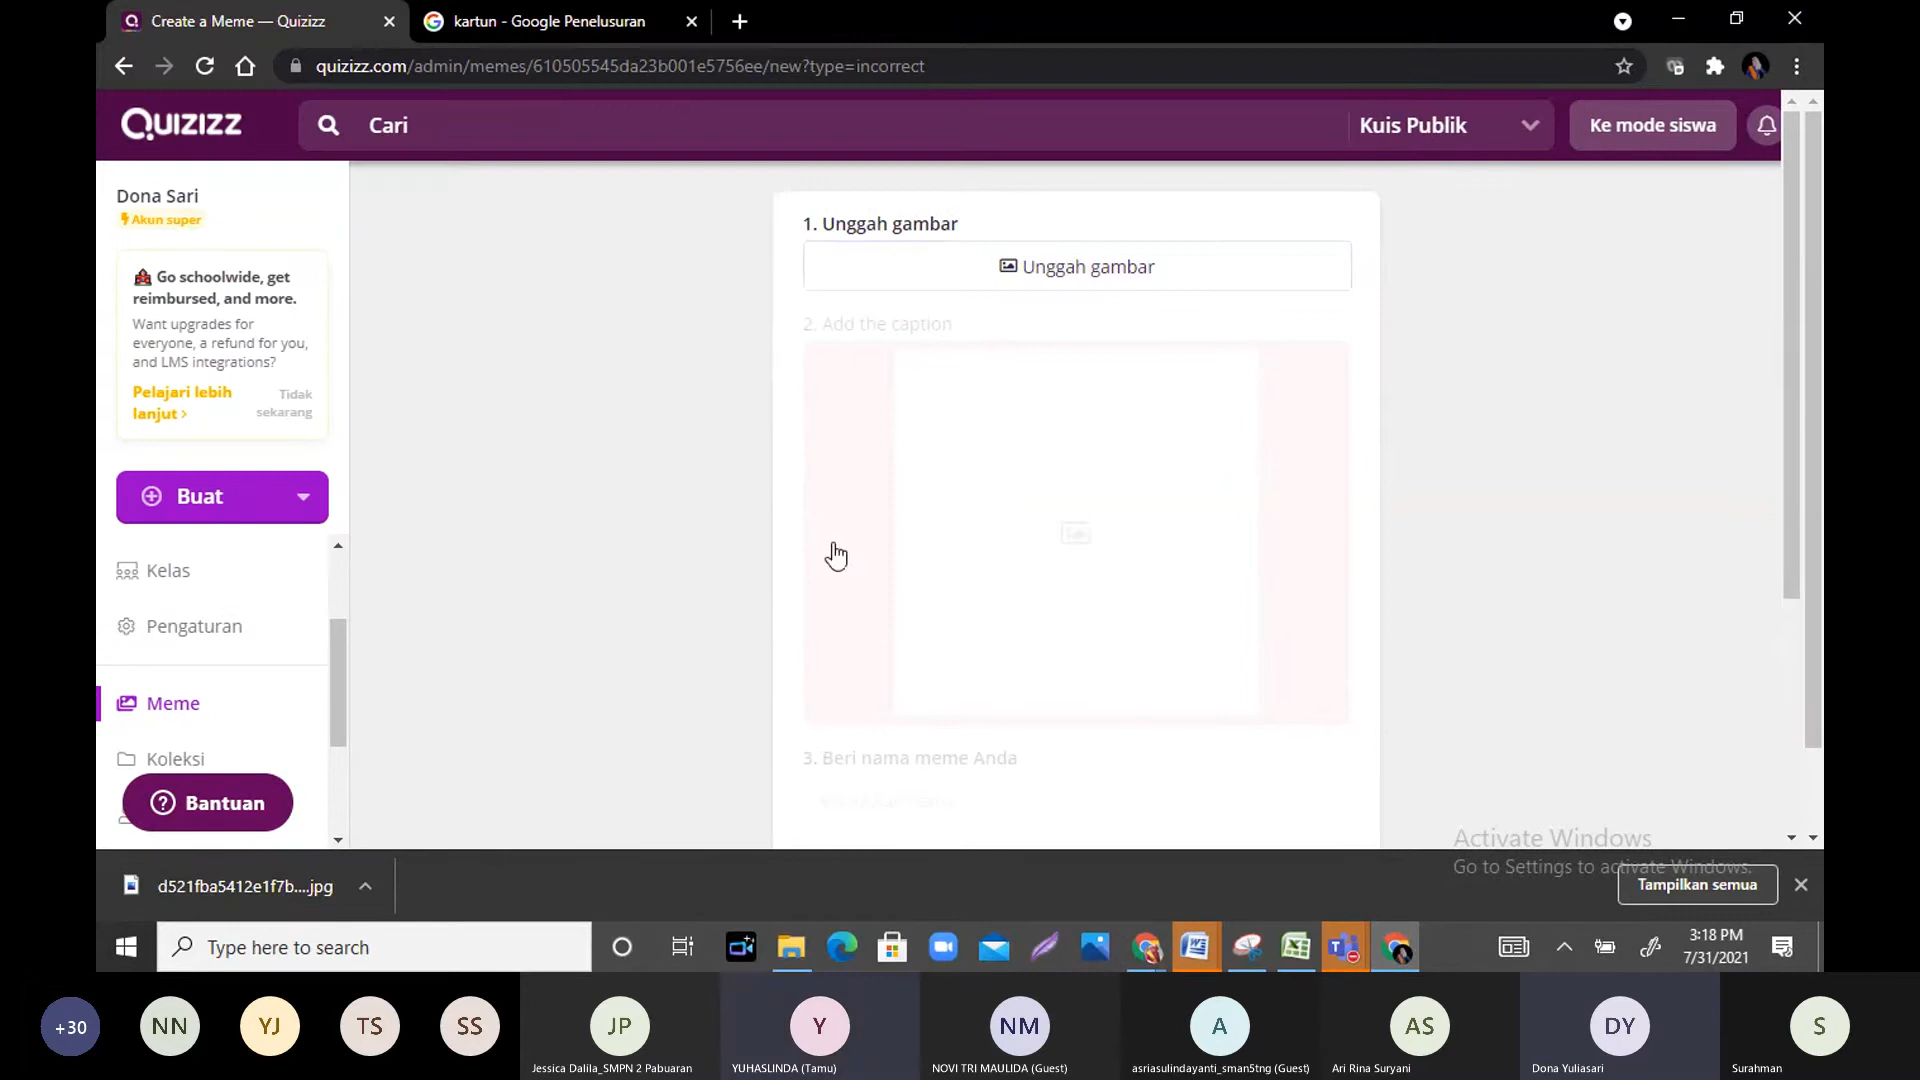 Create a Meme — Quizizz
kartun - Google Penelusuran
quizizz.com/admin/memes/610505545da23b001e5756ee/new?type=incorrect
QUIZIZZ
Cari
Kuis Publik
Ke mode siswa
Dona Sari
Akun super
Go schoolwide, get
reimbursed, and more.
Want upgrades for
everyone, a refund for you,
and LMS integrations?
Pelajari lebih
lanjut >
Tidak
sekarang
Buat
Kelas
Pengaturan
Meme
Koleksi
Bantuan
1. Unggah gambar
Unggah gambar
2. Add the caption
3. Beri nama meme Anda
Activate Windows
Go to Settings to activate Windows.
d521fba5412e1f7b....jpg
Tampilkan semua
Type here to search
3:18 PM
7/31/2021
+30
NN
YJ
TS
SS
JP
Y
NM
A
AS
DY
S
Jessica Dalila_SMPN 2 Pabuaran
YUHASLINDA (Tamu)
NOVI TRI MAULIDA (Guest)
asriasulindayanti_sman5tng (Guest)
Ari Rina Suryani
Dona Yuliasari
Surahman